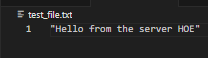 test_file.txt
1 "Hello from the server HOE"